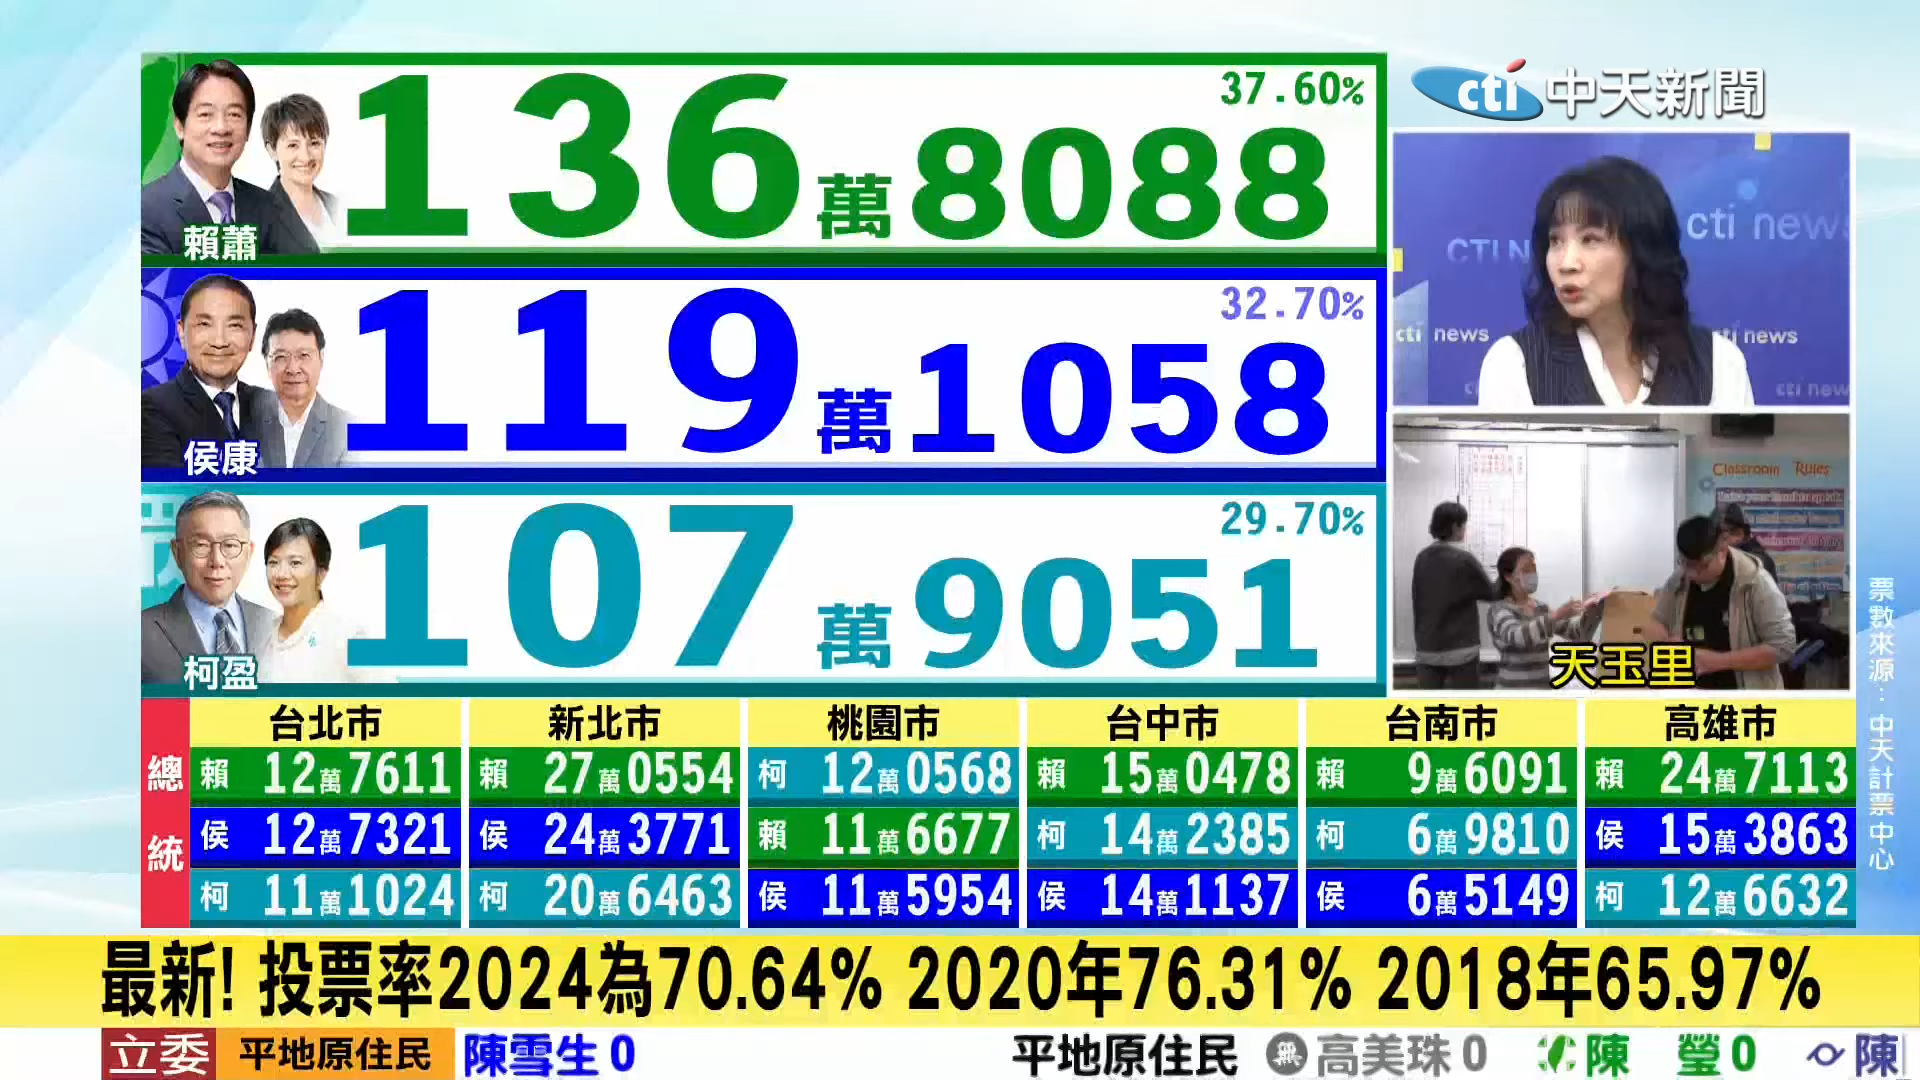 136萬8088
37.60%
賴蕭
119萬1058
32.70%
侯康
107萬9051
29.70%
柯盈
cti 中天新聞
cti news
CTI N
cti news
cti news
cti news
Classroom Rules
天玉里
票數來源：中天計票中心
總統
台北市
賴 12萬7611
侯 12萬7321
柯 11萬1024
新北市
賴 27萬0554
侯 24萬3771
柯 20萬6463
桃園市
柯 12萬0568
賴 11萬6677
侯 11萬5954
台中市
賴 15萬0478
柯 14萬2385
侯 14萬1137
台南市
賴 9萬6091
柯 6萬9810
侯 6萬5149
高雄市
賴 24萬7113
侯 15萬3863
柯 12萬6632
最新! 投票率2024為70.64% 2020年76.31% 2018年65.97%
立委 平地原住民 陳雪生 0 平地原住民 無 高美珠 0 陳 瑩 0 陳